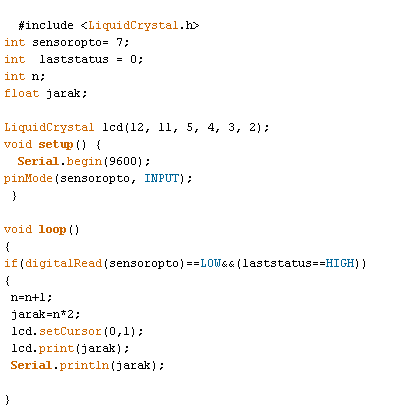 #include <LiquidCrystal.h>
int sensoropto= 7;
int  laststatus = 0;
int n;
float jarak;
LiquidCrystal lcd(12, 11, 5, 4, 3, 2);
void setup() {
Serial.begin(9600);
pinMode(sensoropto, INPUT);
}
void loop()
{
if(digitalRead(sensoropto)==LOW&&(laststatus==HIGH))
{
n=n+1;
jarak=n*2;
lcd.setCursor(0,1);
lcd.print(jarak);
Serial.println(jarak);
}